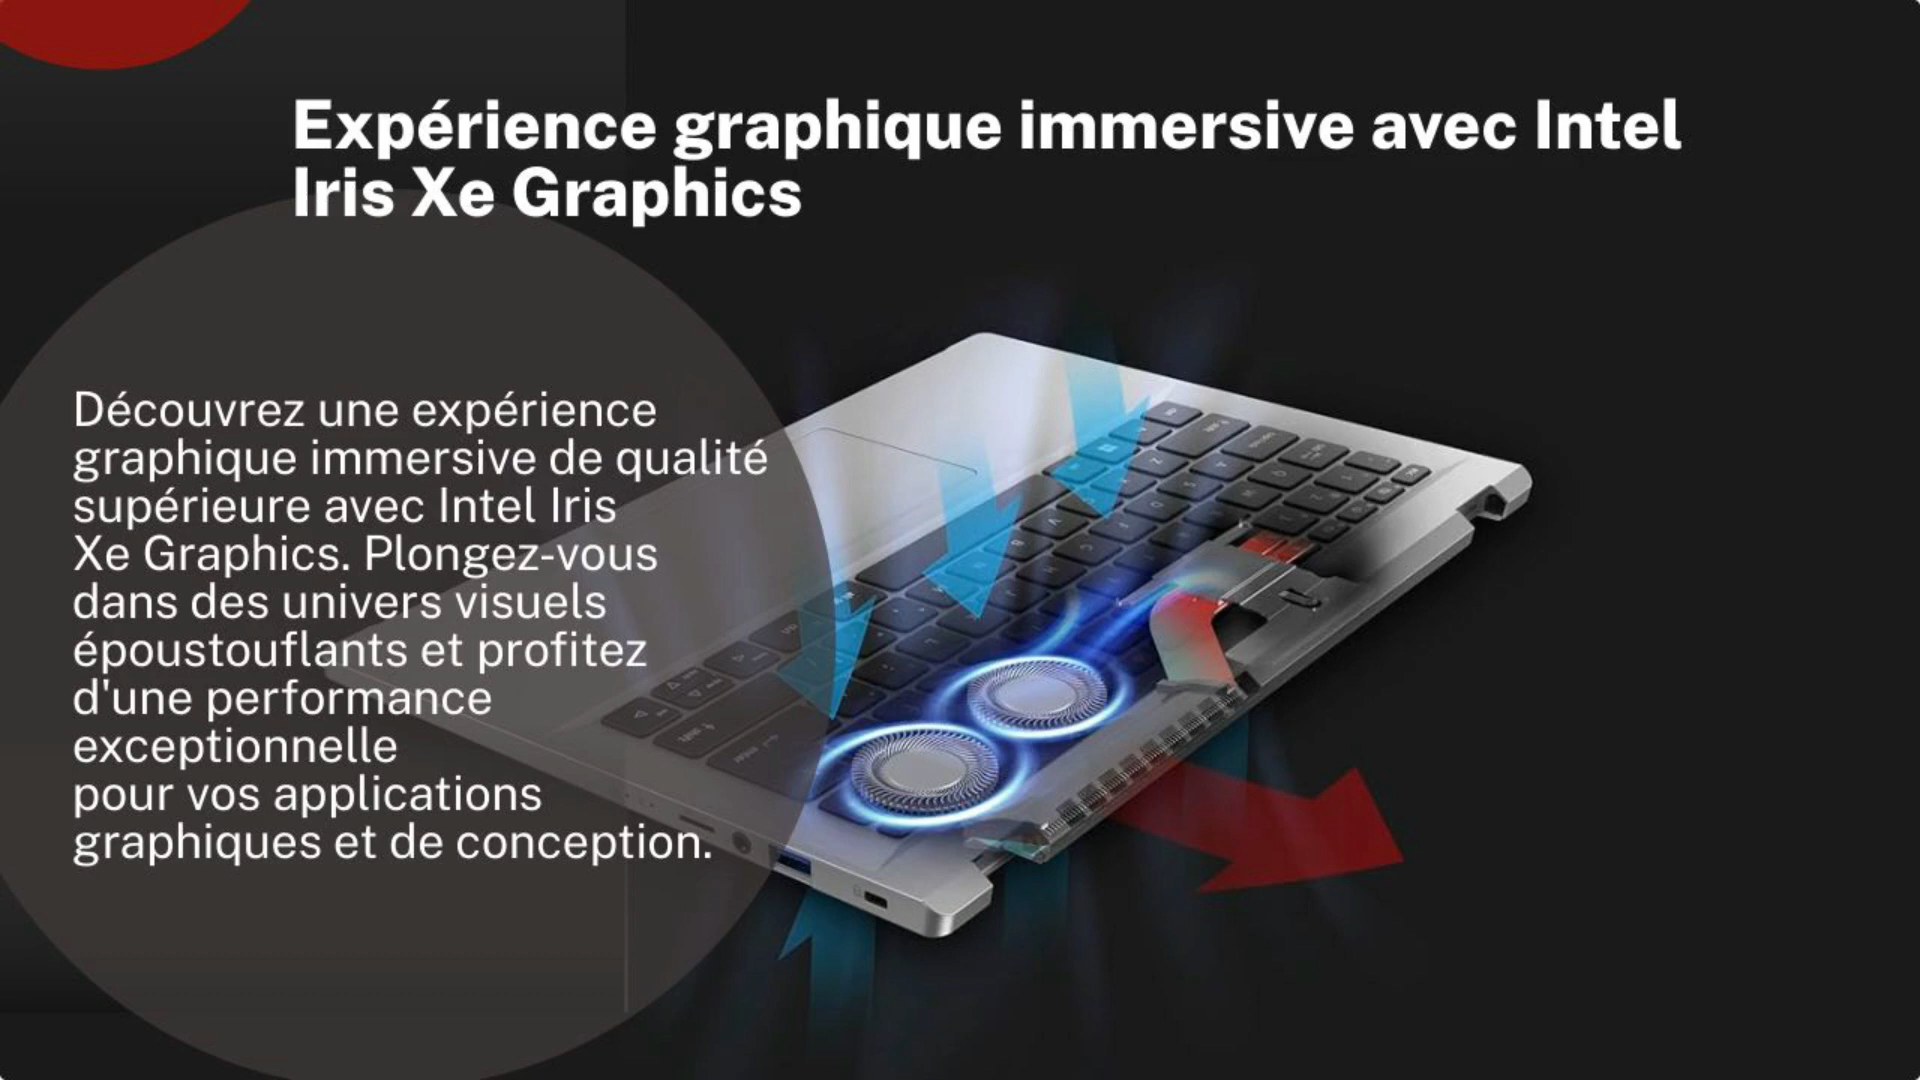 Expérience graphique immersive avec Intel
Iris Xe Graphics
Découvrez une expérience
graphique immersive de qualité
supérieure avec Intel Iris
Xe Graphics. Plongez-vous
dans des univers visuels
époustouflants et profitez
d'une performance
exceptionnelle
pour vos applications
graphiques et de conception.